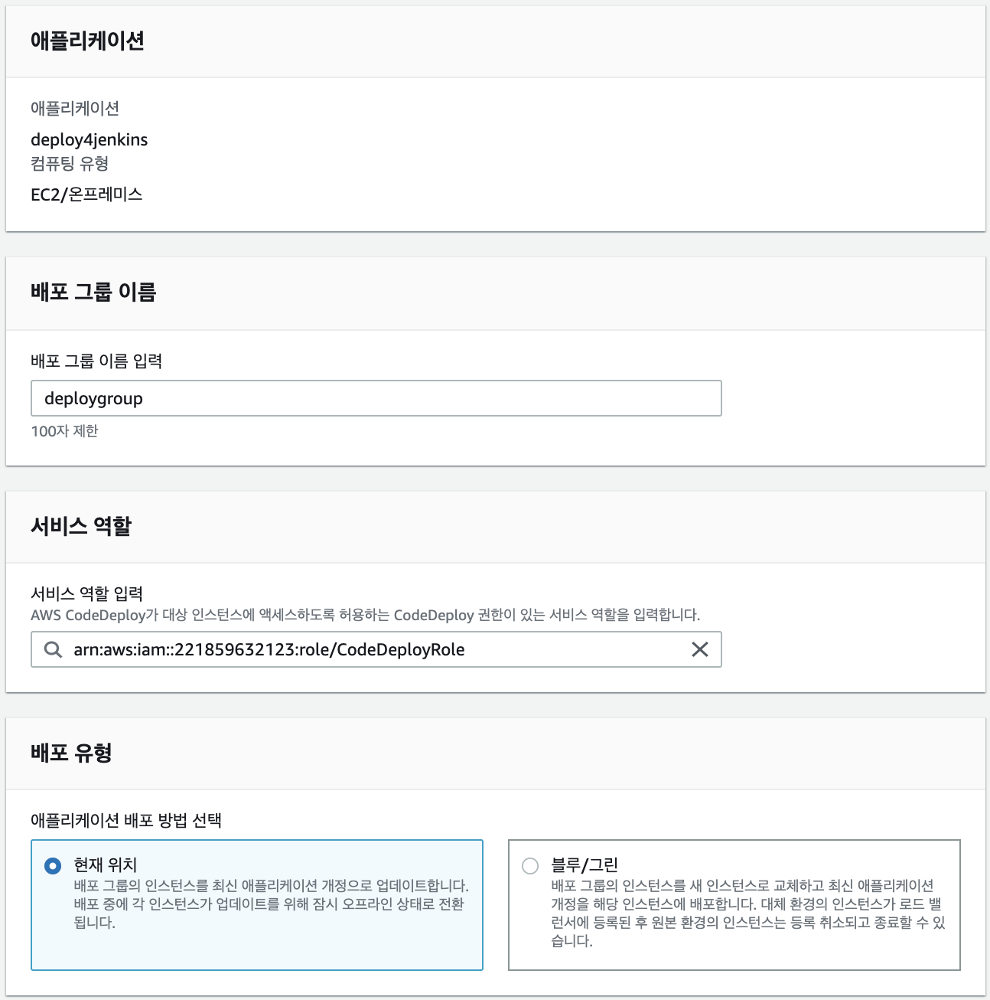 애플리케이션
애플리케이션
deploy4jenkins
컴퓨팅 유형
EC2/온프레미스
배포 그룹 이름
배포 그룹 이름 입력
deploygroup
100자 제한
서비스 역할
서비스 역할 입력
AWS CodeDeploy가 대상 인스턴스에 액세스하도록 허용하는 CodeDeploy 권한이 있는 서비스 역할을 입력합니다.
arn:aws:iam::221859632123:role/CodeDeployRole
배포 유형
애플리케이션 배포 방법 선택
현재 위치
배포 그룹의 인스턴스를 최신 애플리케이션 개정으로 업데이트합니다.
배포 중에 각 인스턴스가 업데이트를 위해 잠시 오프라인 상태로 전환
됩니다.
블루/그린
배포 그룹의 인스턴스를 새 인스턴스로 교체하고 최신 애플리케이션
개정을 해당 인스턴스에 배포합니다. 대체 환경의 인스턴스가 로드 밸
런서에 등록된 후 원본 환경의 인스턴스는 등록 취소되고 종료할 수 있
습니다.